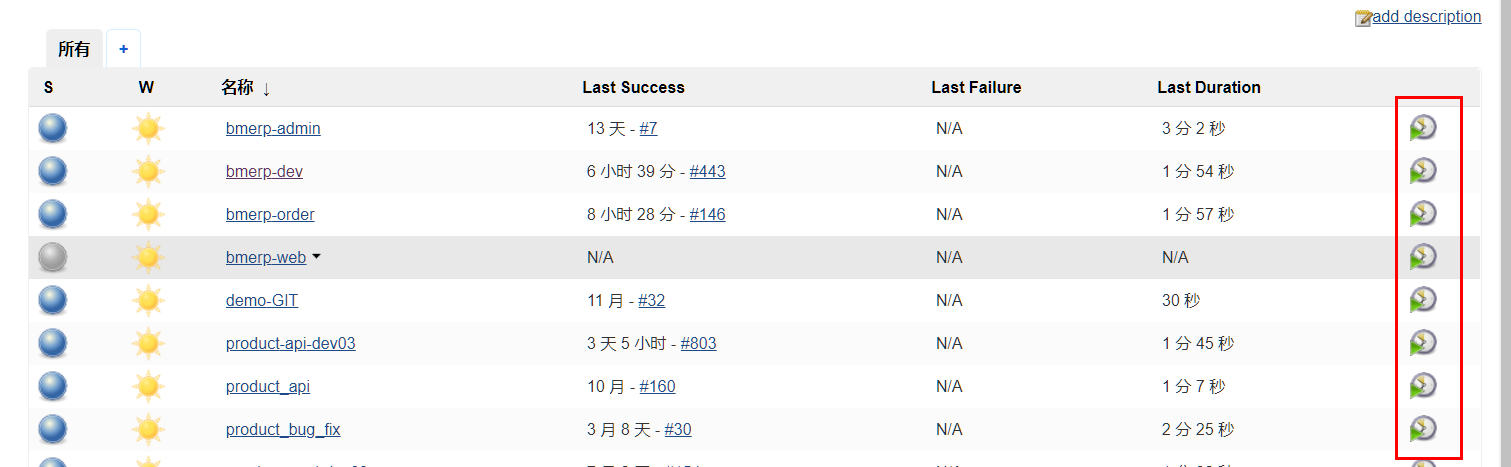 add description
所有 +
S W 名称 ↓ Last Success Last Failure Last Duration
bmerp-admin 13 天 - #7 N/A 3 分 2 秒
bmerp-dev 6 小时 39 分 - #443 N/A 1 分 54 秒
bmerp-order 8 小时 28 分 - #146 N/A 1 分 57 秒
bmerp-web N/A N/A N/A
demo-GIT 11 月 - #32 N/A 30 秒
product-api-dev03 3 天 5 小时 - #803 N/A 1 分 45 秒
product_api 10 月 - #160 N/A 1 分 7 秒
product_bug_fix 3 月 8 天 - #30 N/A 2 分 25 秒